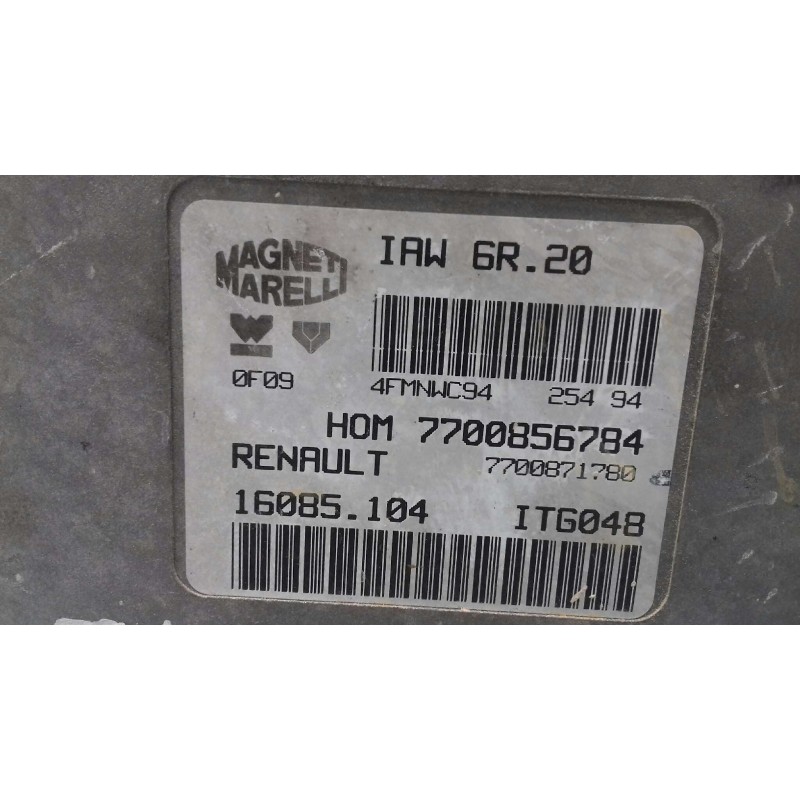 MAGNETI
MARELLI
IAW 6R.20
0F09
4FMNWC94 254 94
HOM 7700856784
RENAULT 7700871780
16085.104 ITG048